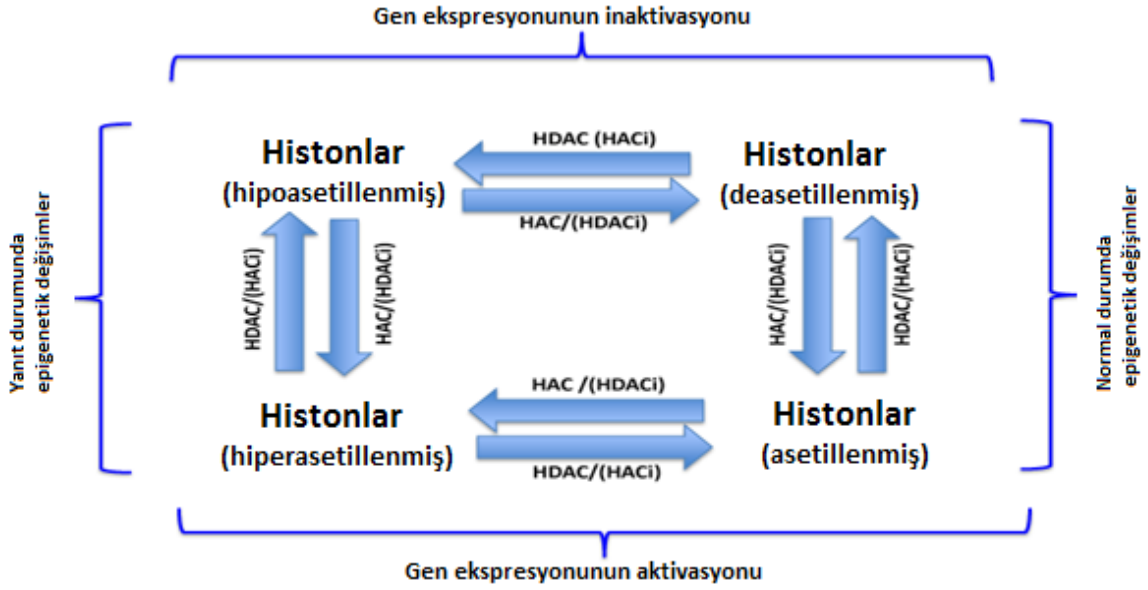 Gen ekspresyonunun inaktivasyonu
HDAC (HACi)
Histonlar
(hipoasetillenmiş)
Histonlar
(deasetillenmiş)
HAC/(HDACi)
Yanıt durumunda
epigenetik değişimler
HDAC/(HACi)
HAC/(HDACi)
HAC/(HDACi)
HDAC/(HACi)
Normal durumda
epigenetik değişimler
HAC /(HDACi)
Histonlar
(hiperasetillenmiş)
Histonlar
(asetillenmiş)
HDAC/(HACi)
Gen ekspresyonunun aktivasyonu